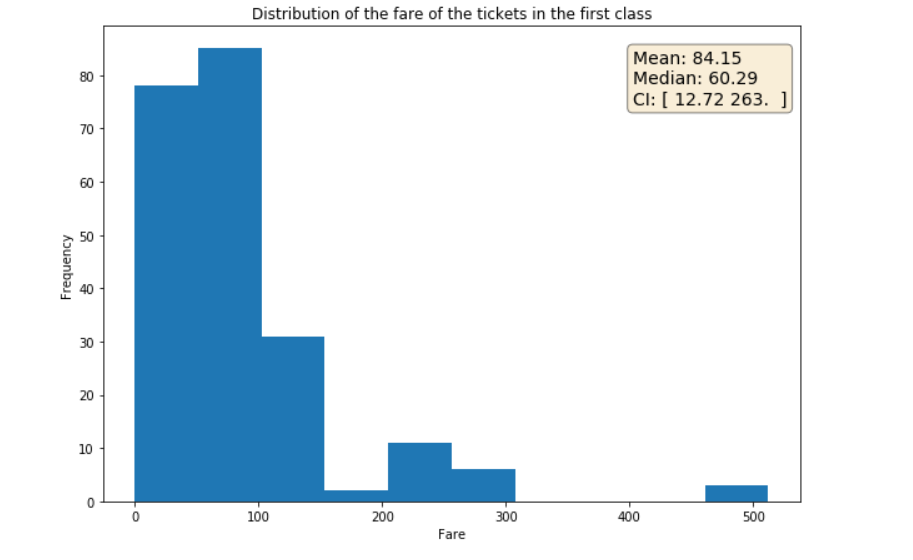 Distribution of the fare of the tickets in the first class
Mean: 84.15
Median: 60.29
CI: [ 12.72 263.  ]
80
70
60
50
40
30
20
10
0
Frequency
0 100 200 300 400 500
Fare